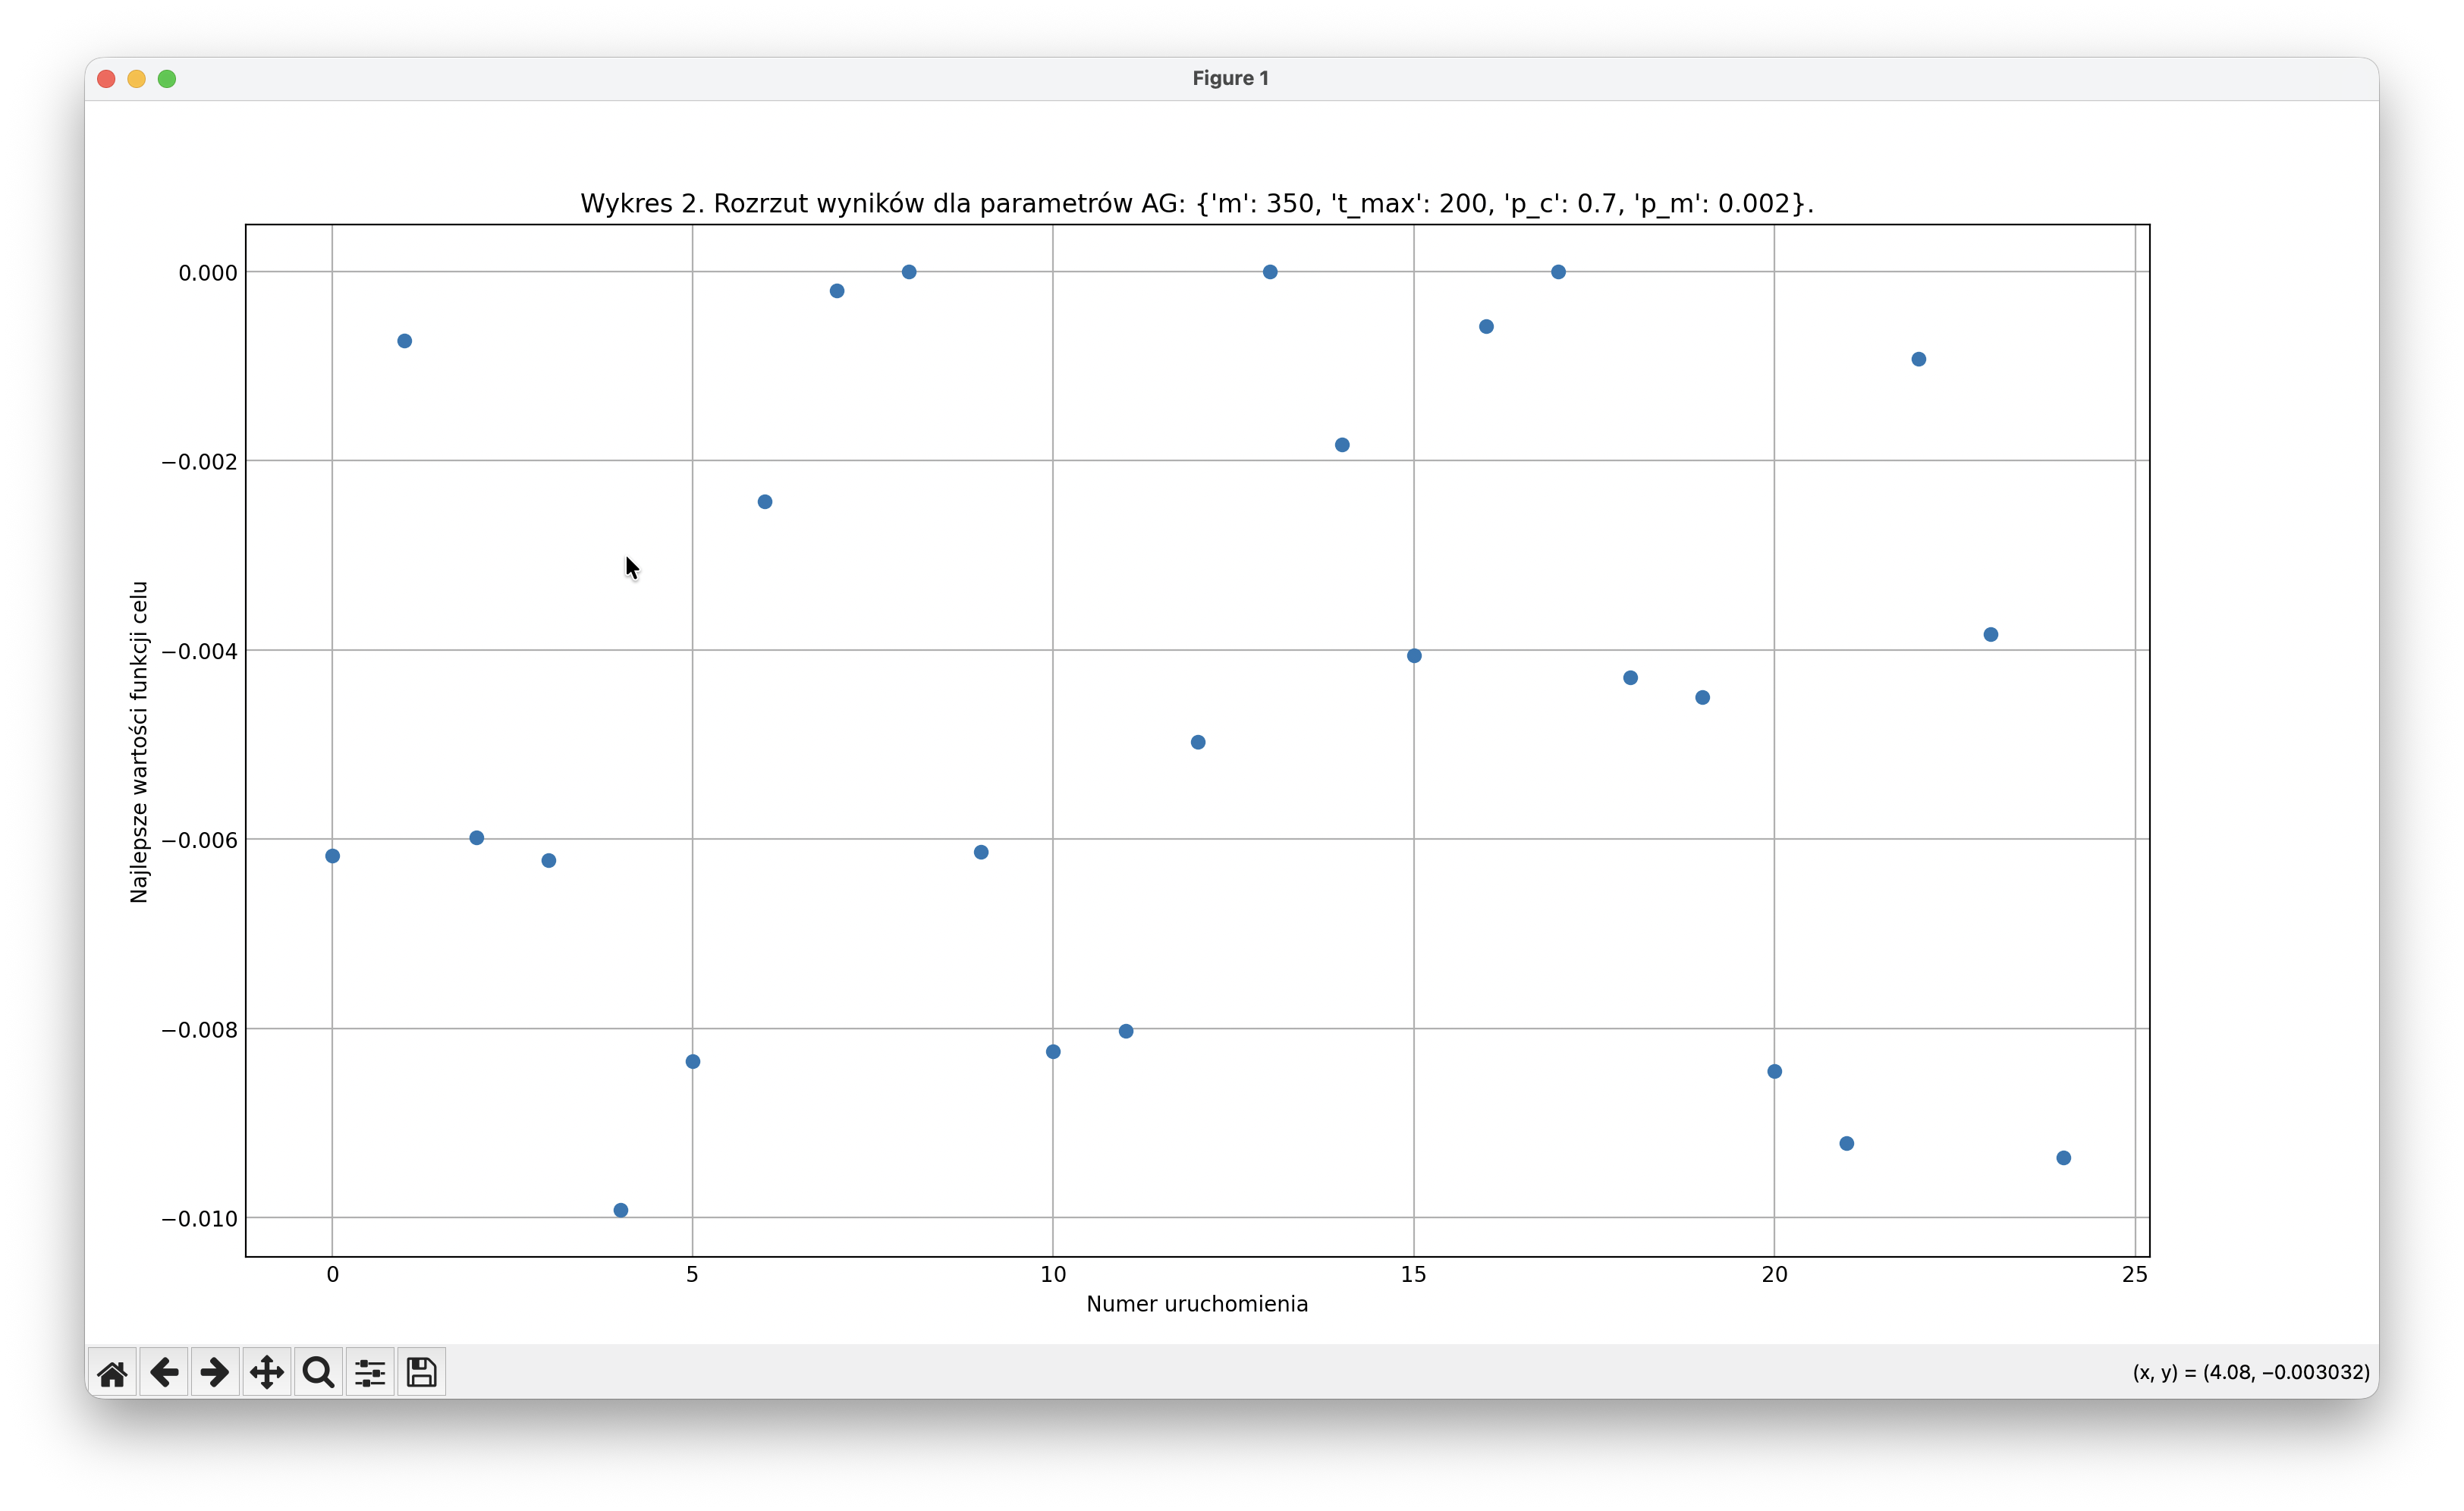 Figure 1
Wykres 2. Rozrzut wyników dla parametrów AG: {'m': 350, 't_max': 200, 'p_c': 0.7, 'p_m': 0.002}.
Najlepsze wartości funkcji celu
0.000
−0.002
−0.004
−0.006
−0.008
−0.010
0 5 10 15 20 25
Numer uruchomienia
(x, y) = (4.08, −0.003032)